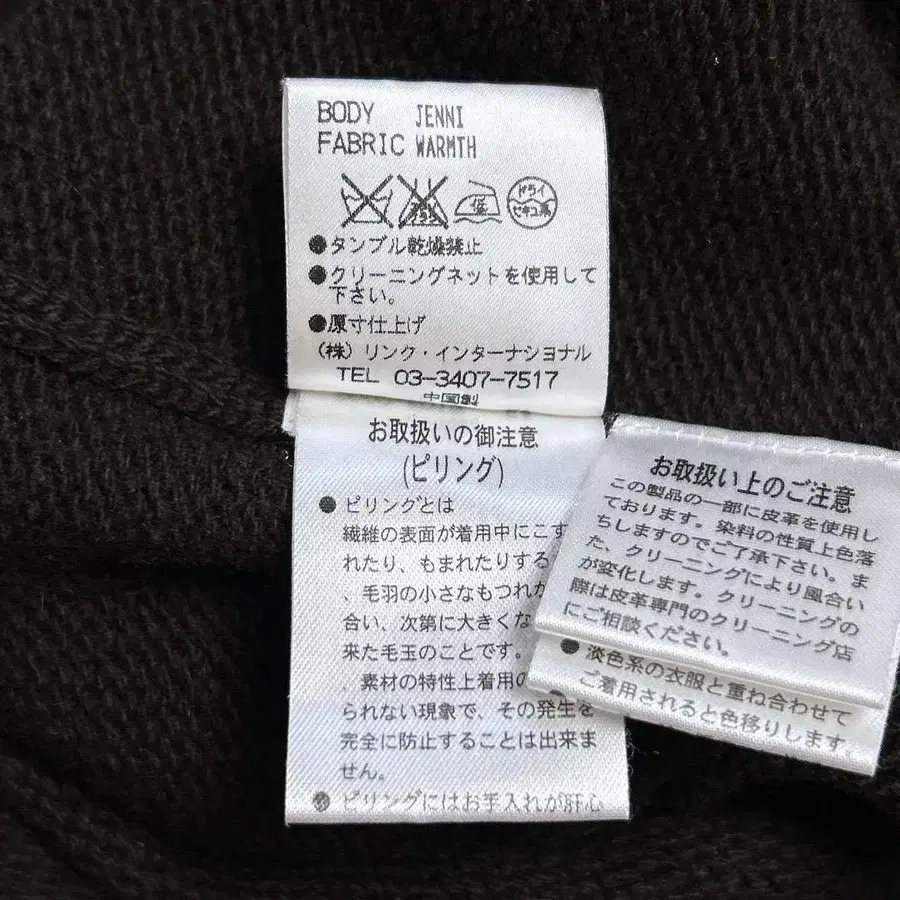 BODY JENNI
FABRIC WARMTH
エンソサラシ
低
ドライ
セキユ系
●タンブル乾燥禁止
●クリーニングネットを使用して
下さい。
●原寸仕上げ
(株)リンク・インターナショナル
TEL 03-3407-7517
中国製
お取扱いの御注意
(ピリング)
●ピリングとは
繊維の表面が着用中にこす
れたり、もまれたりする
、毛羽の小さなもつれが
合い、次第に大きくな
来た毛玉のことです。
、素材の特性上着用の
られない現象で、その発生を
完全に防止することは出来ま
せん。
●ピリングにはお手入れが肝心
お取扱い上のご注意
この製品の一部に皮革を使用し
ております。染料の性質上色落
ちしますのでご了承下さい。ま
た、クリーニングにより風合い
が変化します。クリーニングの
際は皮革専門のクリーニング店
にご相談ください。
●淡色系の衣服と重ね合わせて
ご着用されると色移りします。